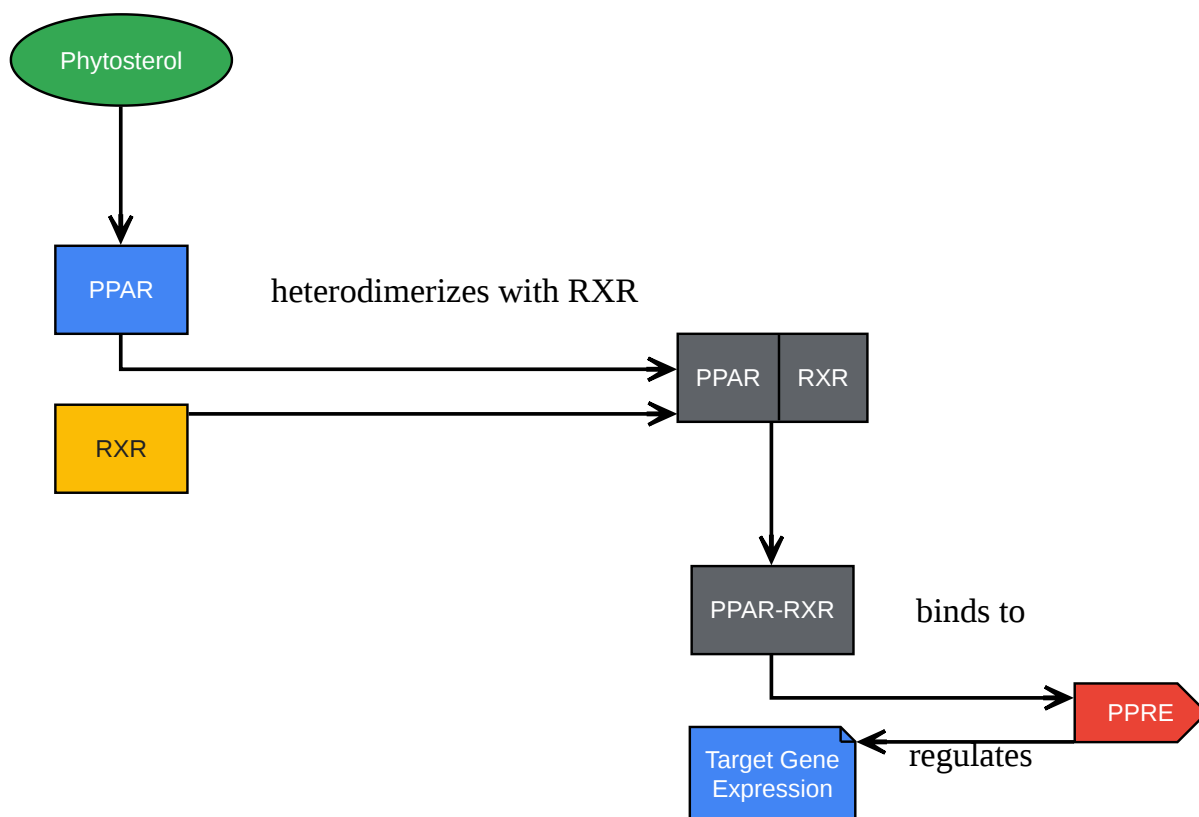 Phytosterol
PPAR
heterodimerizes with RXR
PPAR
RXR
RXR
PPAR-RXR
binds to
PPRE
regulates
Target Gene
Expression